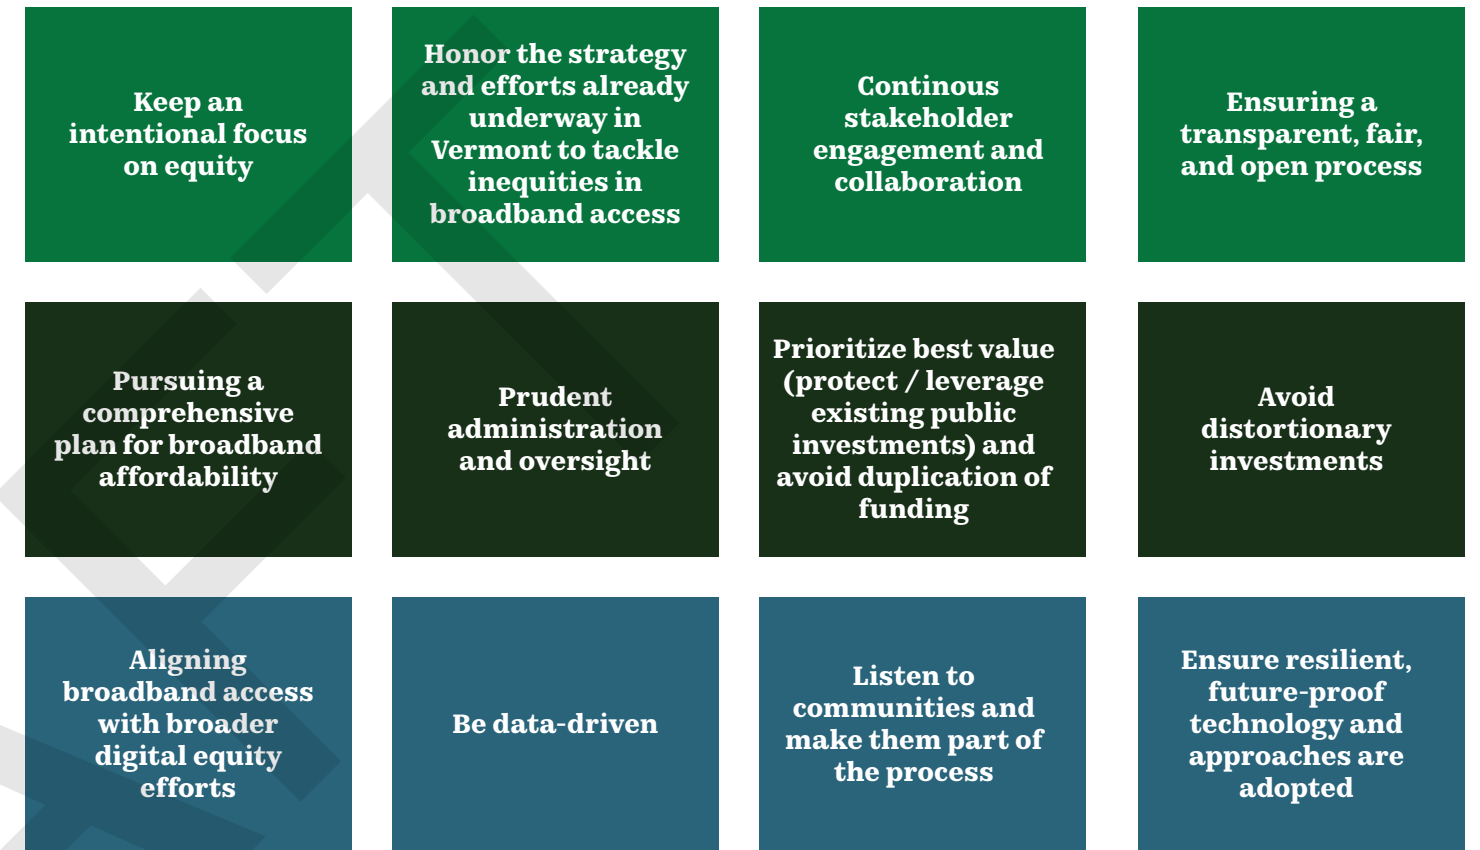 Keep an
intentional focus
on equity
Honor the strategy
and efforts already
underway in
Vermont to tackle
inequities in
broadband access
Continous
stakeholder
engagement and
collaboration
Ensuring a
transparent, fair,
and open process
Pursuing a
comprehensive
plan for broadband
affordability
Prudent
administration
and oversight
Prioritize best value
(protect / leverage
existing public
investments) and
avoid duplication of
funding
Avoid
distortionary
investments
Aligning
broadband access
with broader
digital equity
efforts
Be data-driven
Listen to
communities and
make them part of
the process
Ensure resilient,
future-proof
technology and
approaches are
adopted